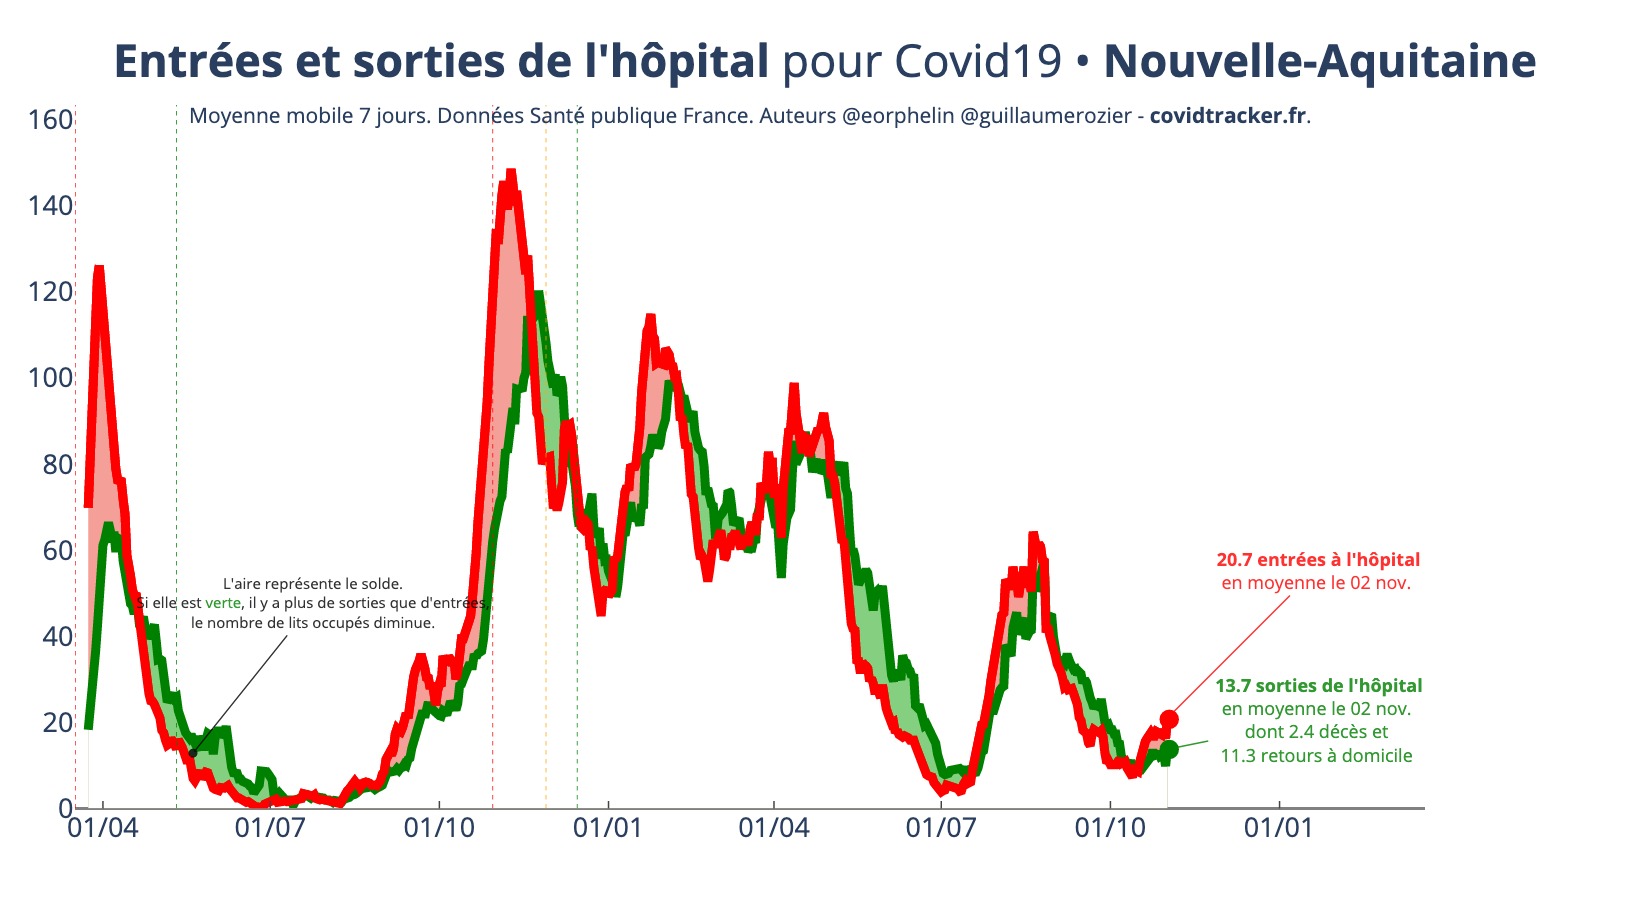 Entrées et sorties de l'hôpital pour Covid19 • Nouvelle-Aquitaine
Moyenne mobile 7 jours. Données Santé publique France. Auteurs @eorphelin @guillaumerozier - covidtracker.fr.
160
140
120
100
80
60
40
20
0
L'aire représente le solde.
Si elle est verte, il y a plus de sorties que d'entrées,
le nombre de lits occupés diminue.
20.7 entrées à l'hôpital
en moyenne le 02 nov.
13.7 sorties de l'hôpital
en moyenne le 02 nov.
dont 2.4 décès et
11.3 retours à domicile
01/04 01/07 01/10 01/01 01/04 01/07 01/10 01/01